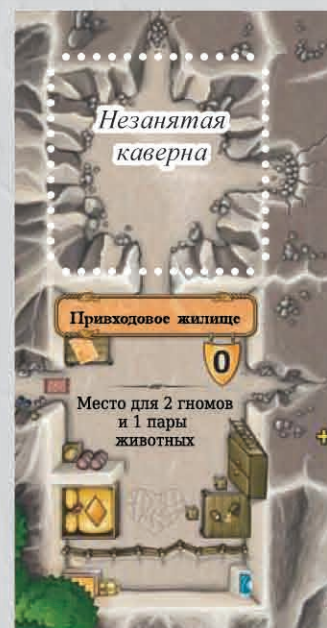 Незанятая
каверна
Привходовое жилище
0
Место для 2 гномов
и 1 пары
животных